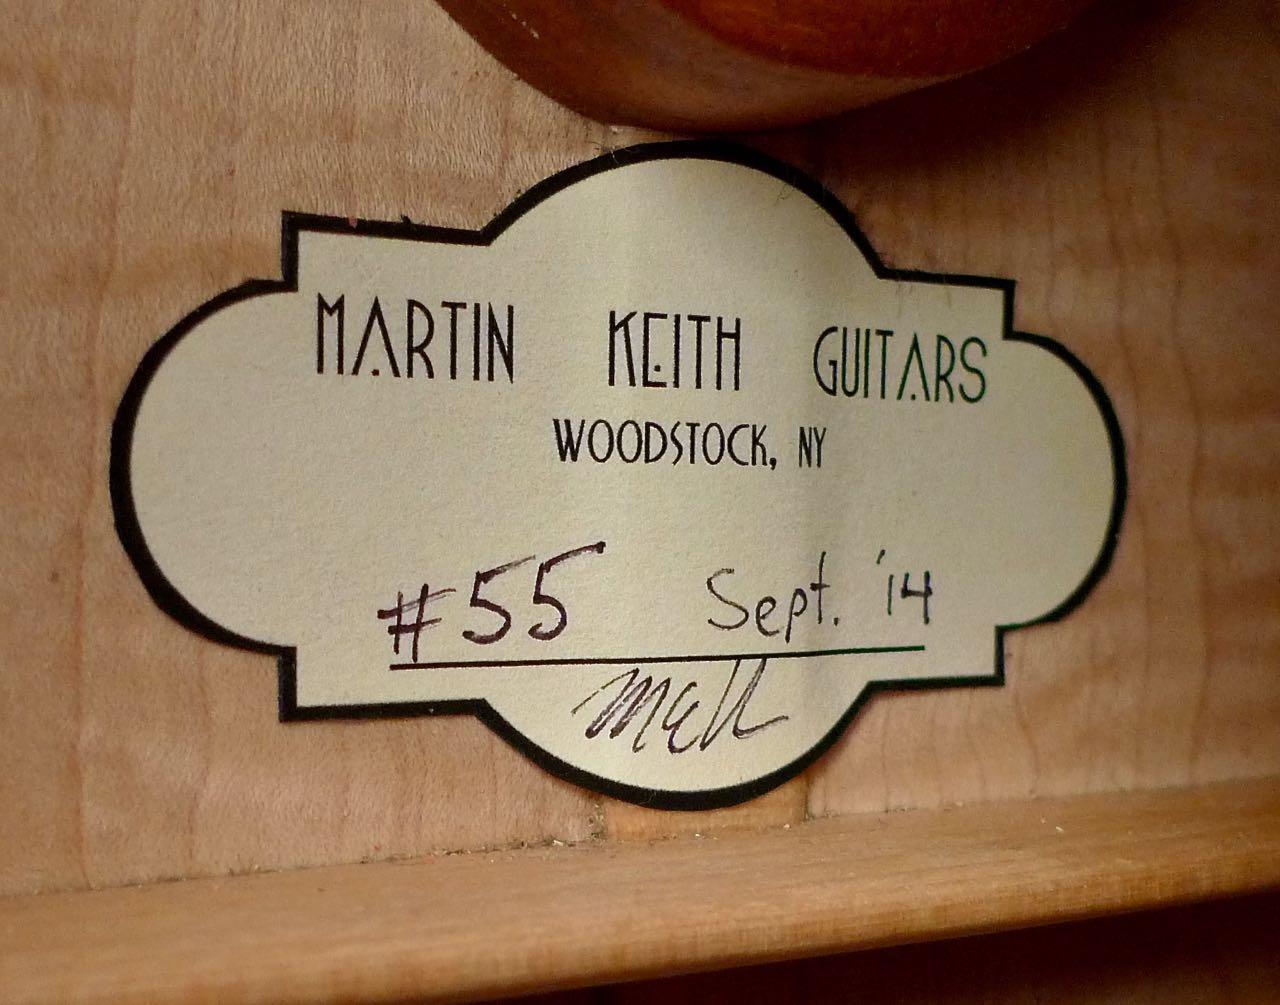 MARTIN KEITH GUITARS
WOODSTOCK, NY
#55 Sept. '14